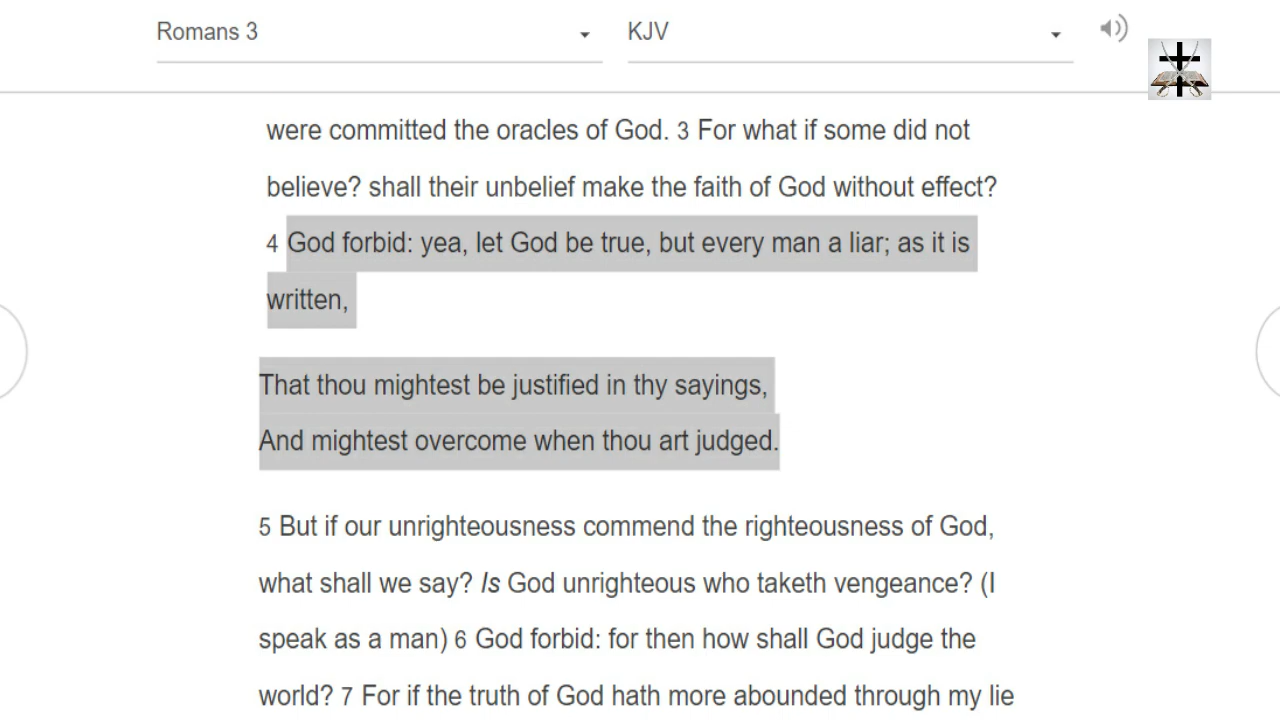 Romans 3
KJV
were committed the oracles of God. 3 For what if some did not
believe? shall their unbelief make the faith of God without effect?
4 God forbid: yea, let God be true, but every man a liar; as it is
written,
That thou mightest be justified in thy sayings,
And mightest overcome when thou art judged.
5 But if our unrighteousness commend the righteousness of God,
what shall we say? Is God unrighteous who taketh vengeance? (I
speak as a man) 6 God forbid: for then how shall God judge the
world? 7 For if the truth of God hath more abounded through my lie